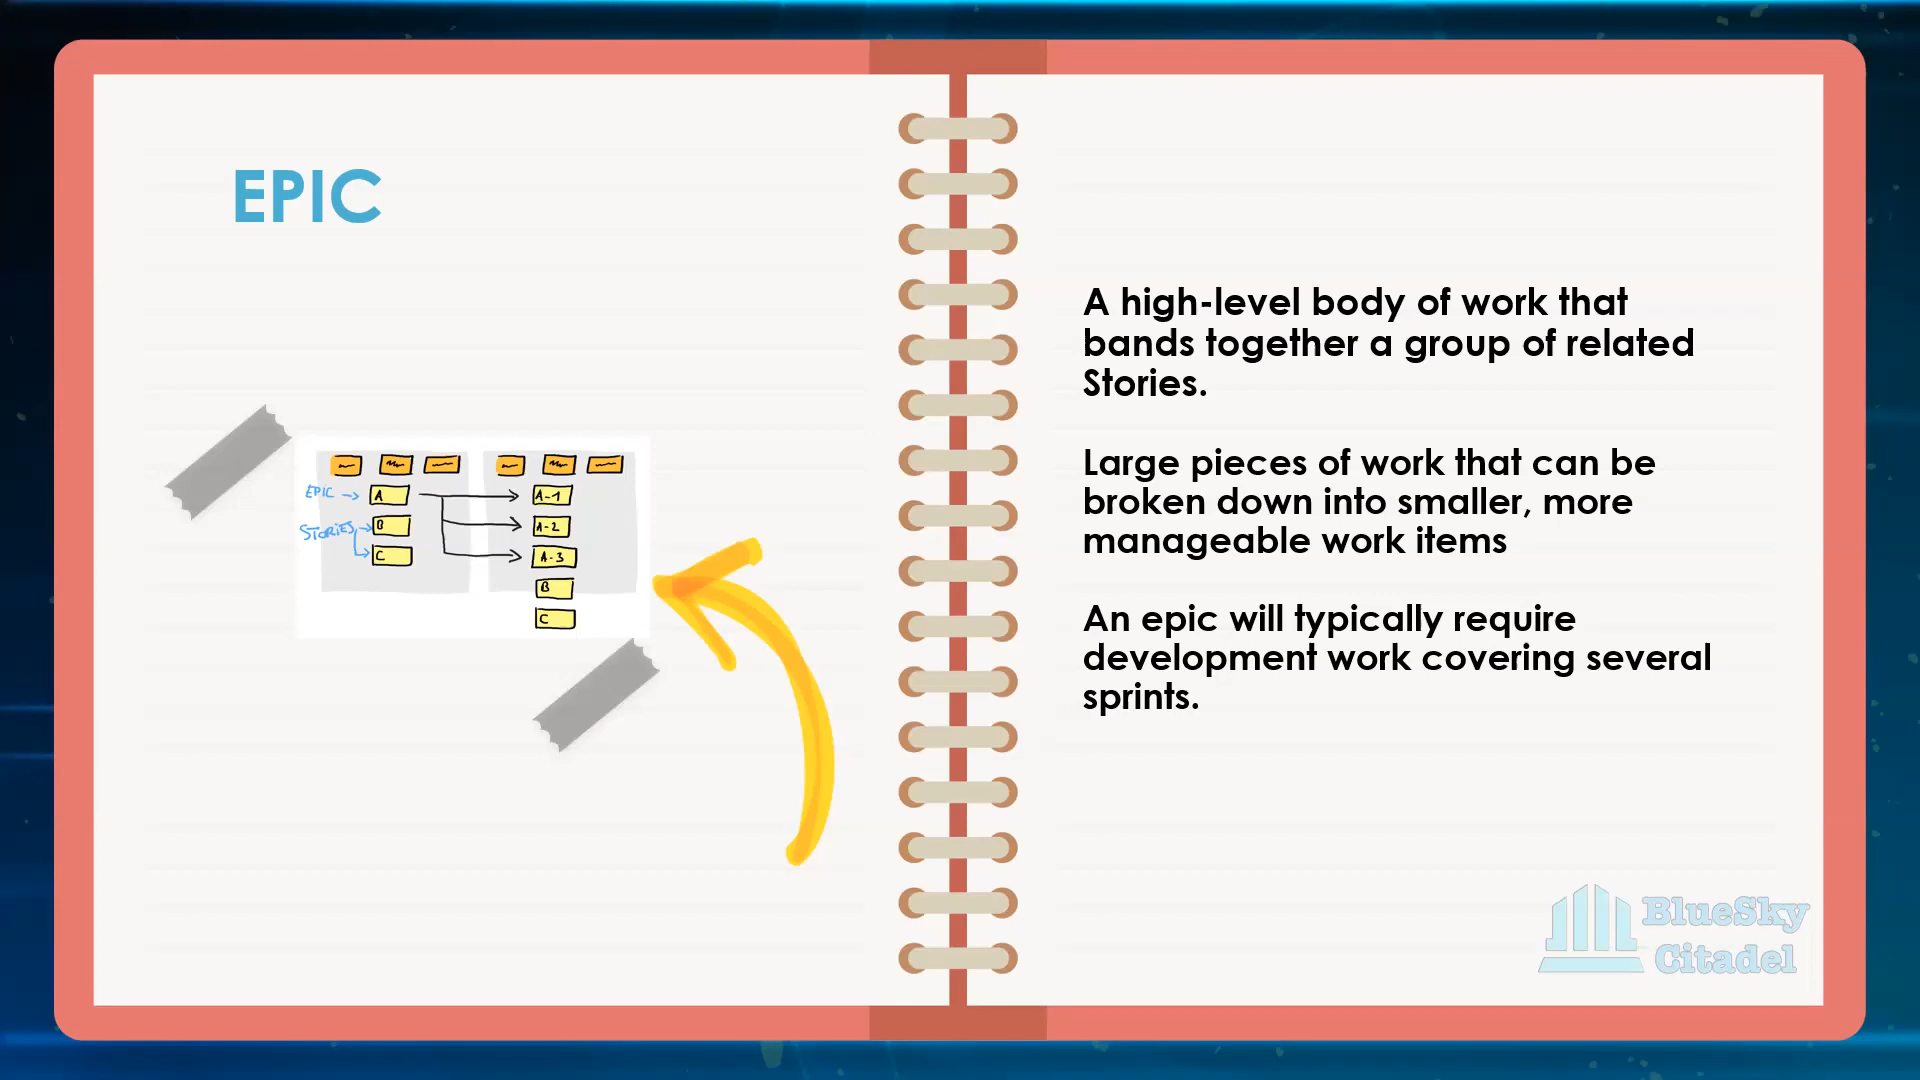 EPIC
EPIC
STORIES
A
B
C
A-1
A-2
A-3
B
C
A high-level body of work that
bands together a group of related
Stories.
Large pieces of work that can be
broken down into smaller, more
manageable work items
An epic will typically require
development work covering several
sprints.
BlueSky
Citadel